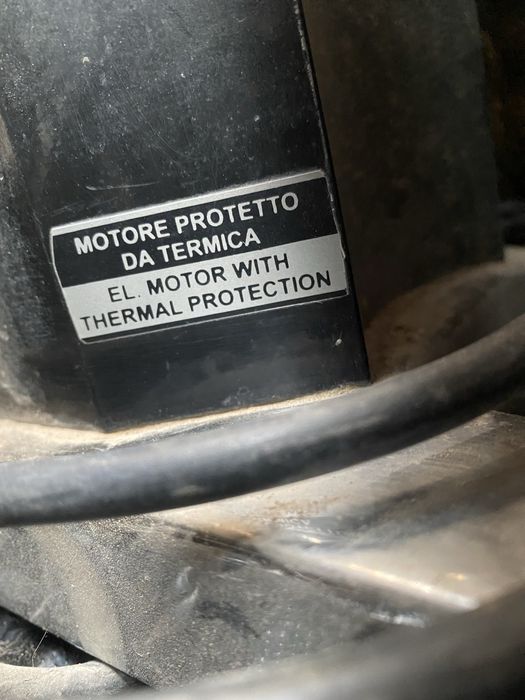 MOTORE PROTETTO
DA TERMICA
EL. MOTOR WITH
THERMAL PROTECTION